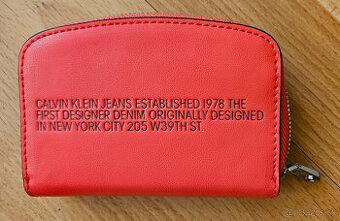 CALVIN KLEIN JEANS ESTABLISHED 1978 THE
FIRST DESIGNER DENIM ORIGINALLY DESIGNED
IN NEW YORK CITY 205 W39TH ST.